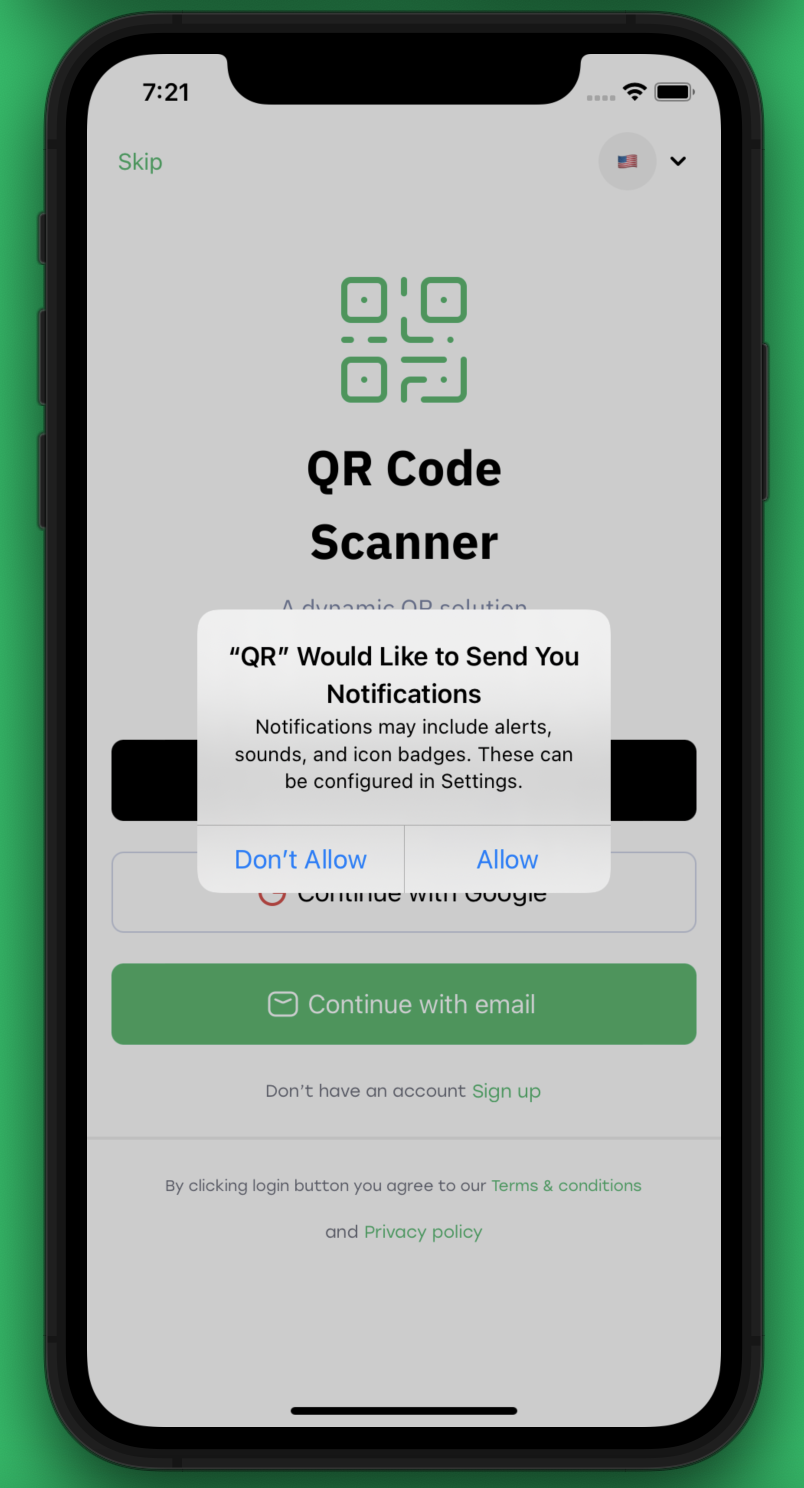 7:21
Skip
QR Code
Scanner
A dynamic QR solution
“QR” Would Like to Send You
Notifications
Notifications may include alerts,
sounds, and icon badges. These can
be configured in Settings.
Don’t Allow Allow
Continue with Google
Continue with email
Don’t have an account Sign up
By clicking login button you agree to our Terms & conditions
and Privacy policy